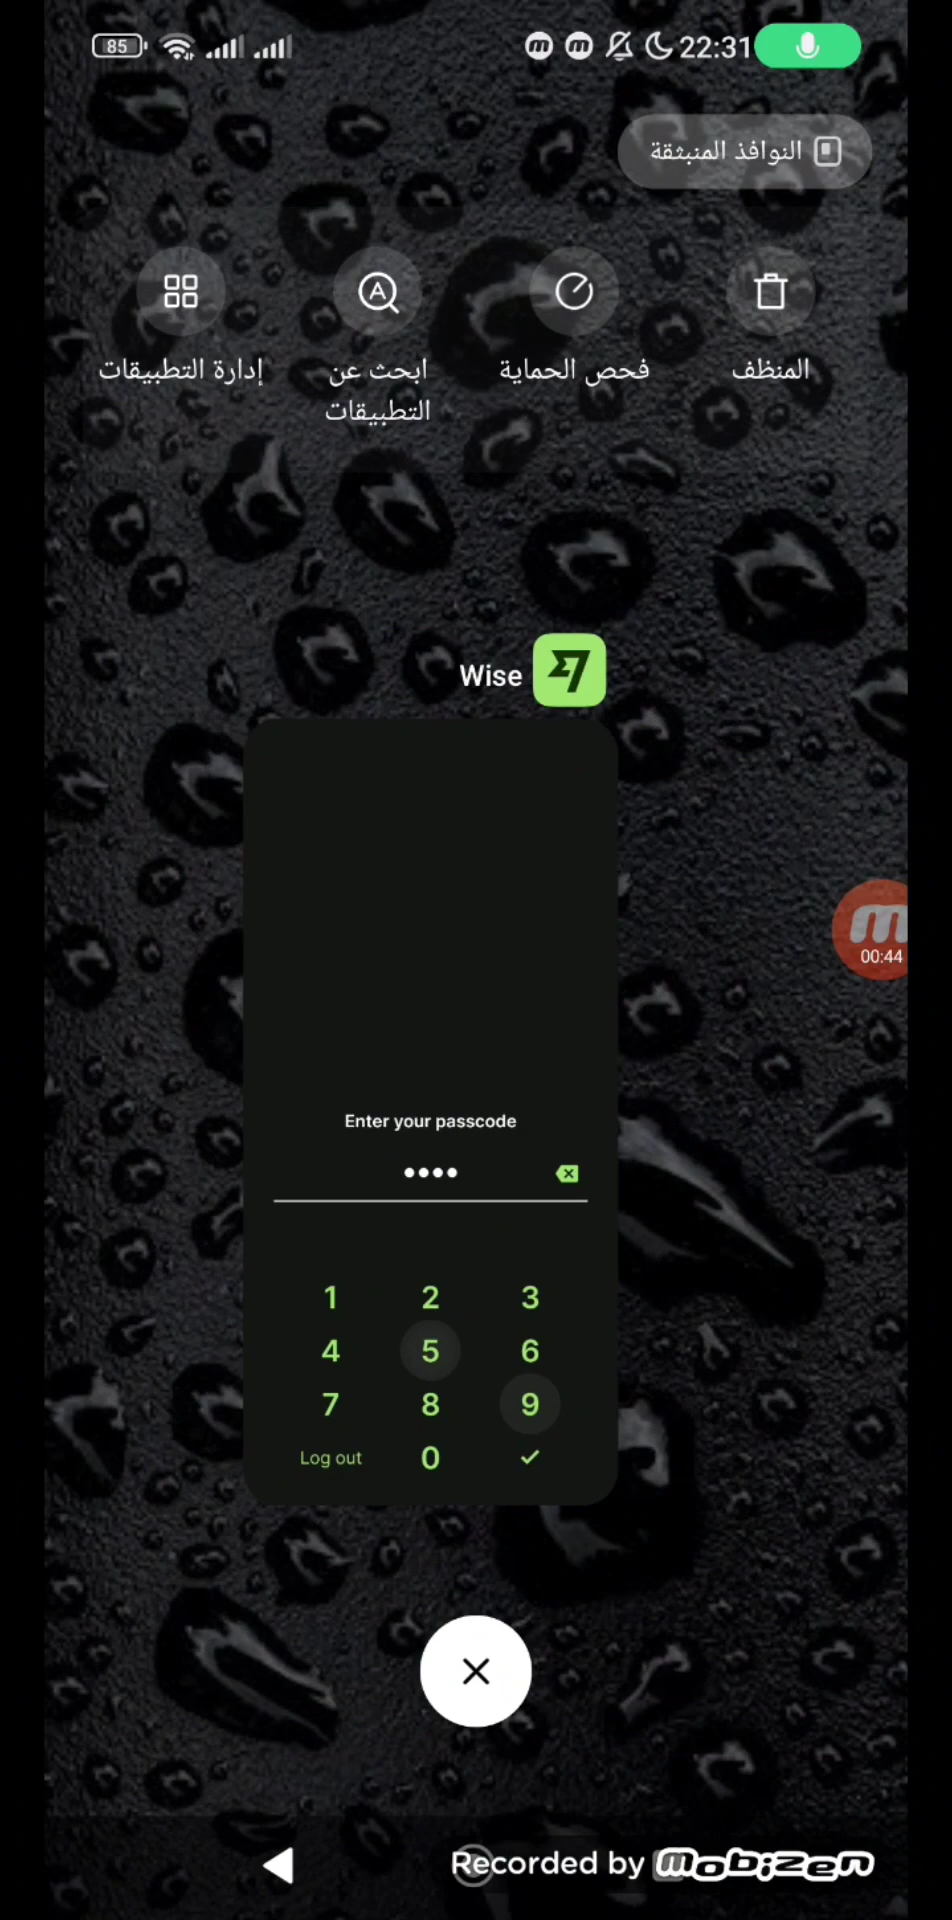 85
22:31
النوافذ المنبثقة
المنظف
فحص الحماية
ابحث عن
التطبيقات
إدارة التطبيقات
Wise
m
00:44
Enter your passcode
1 2 3
4 5 6
7 8 9
Log out 0
Recorded by Mobizen